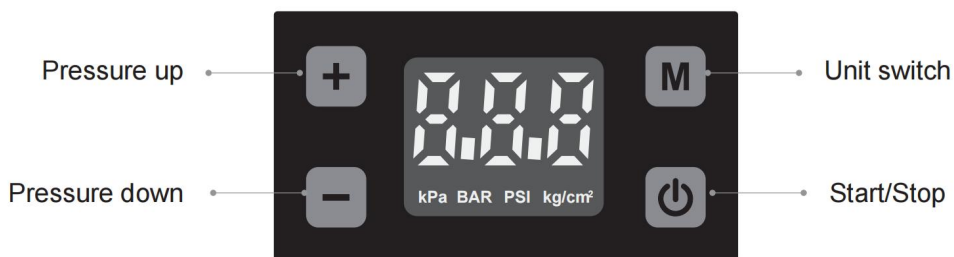 Pressure up
+
M
Unit switch
8.8.8
kPa BAR PSI kg/cm²
Pressure down
−
Start/Stop